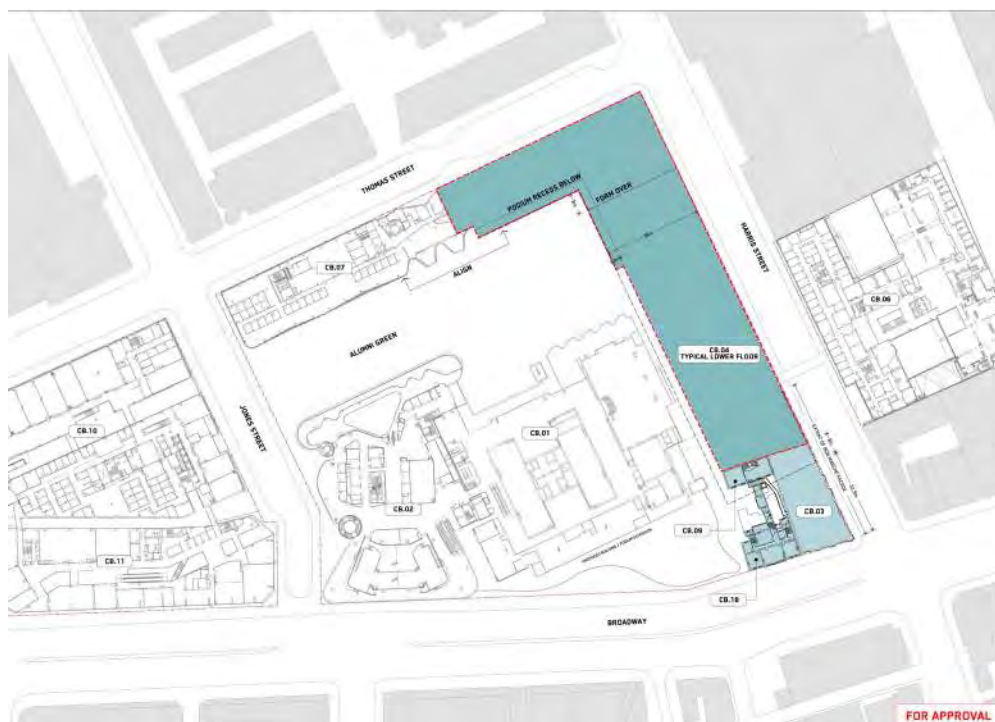 THOMAS STREET
PODIUM RECESS BELOW
FORM OVER
HARRIS STREET
CB.07
ALIGN
CB.06
ALUMNI GREEN
CB.04
TYPICAL LOWER FLOOR
JONES STREET
CB.10
CB.01
CB.02
CB.03
CB.09
CB.11
CB.18
BROADWAY
FOR APPROVAL